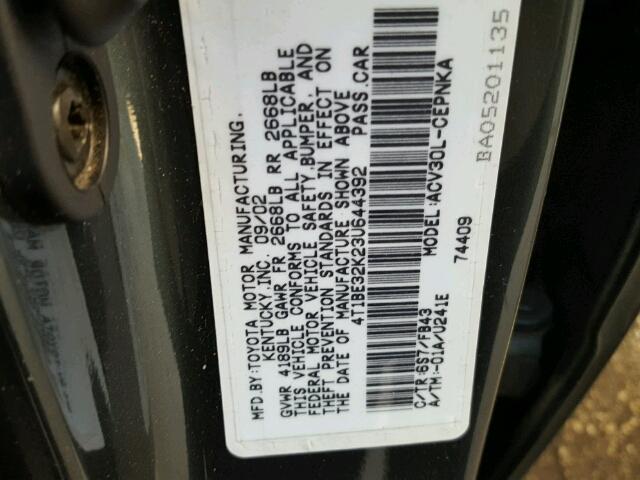 MFD.BY:TOYOTA MOTOR MANUFACTURING,
KENTUCKY,INC. 09/02
GVWR 4189LB GAWR FR 2668LB RR 2668LB
THIS VEHICLE CONFORMS TO ALL APPLICABLE
FEDERAL MOTOR VEHICLE SAFETY,BUMPER, AND
THEFT PREVENTION STANDARDS IN EFFECT ON
THE DATE OF MANUFACTURE SHOWN ABOVE
4T1BE32K23U644392 PASS.CAR
MODEL:ACV30L-CEPNKA
74409
C/TR:6S7/FB43
A/TM:-01A/U241E
BA05201135